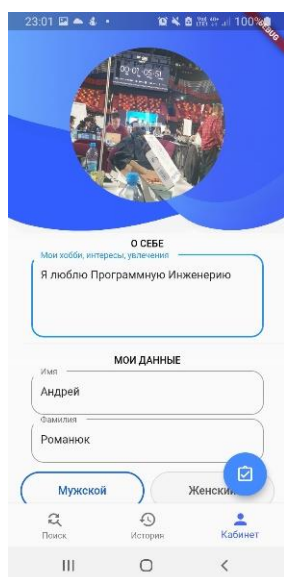 23:01
100%
DEBUG
О СЕБЕ
Мои хобби, интересы, увлечения
Я люблю Программную Инженерию
МОИ ДАННЫЕ
Имя
Андрей
Фамилия
Романюк
Мужской
Женский
Поиск
История
Кабинет